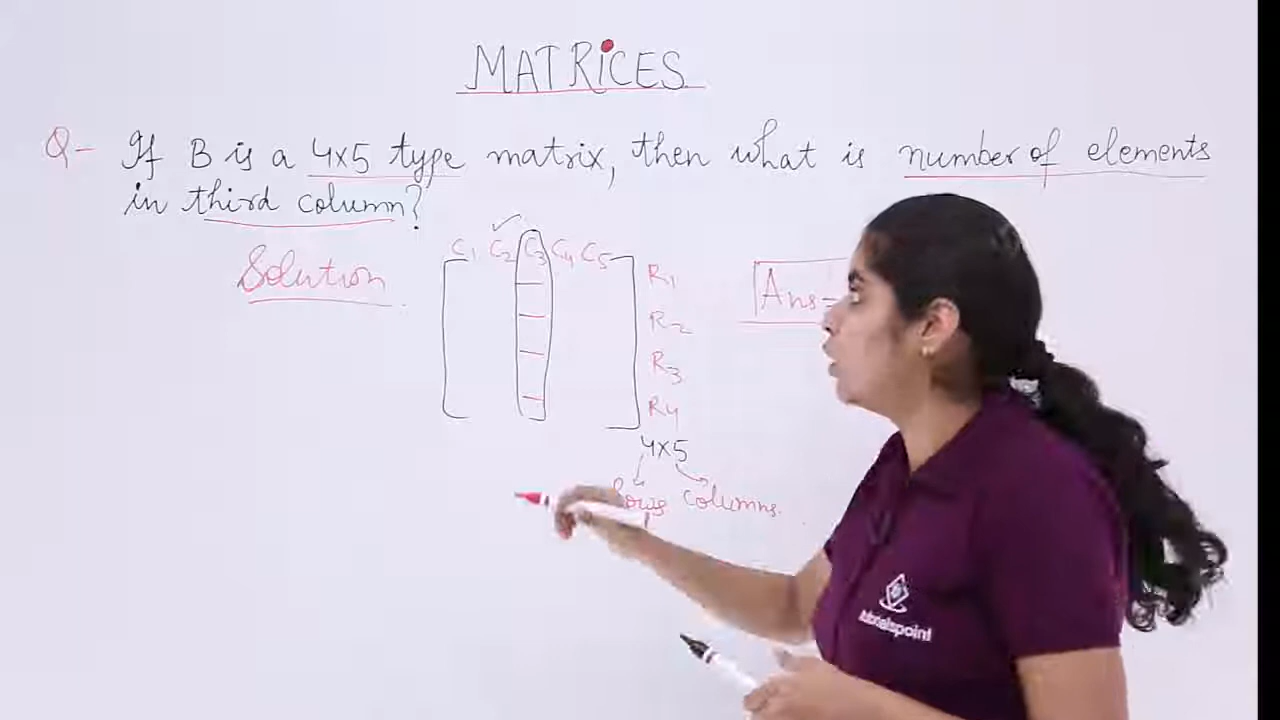 MATRiCES
Q- If B is a 4x5 type matrix, then what is number of elements
in third column?
Solution
C1 C2 C3 C4 C5
R1
R2
R3
R4
Ans-
4x5
Rows columns.
tutorialspoint